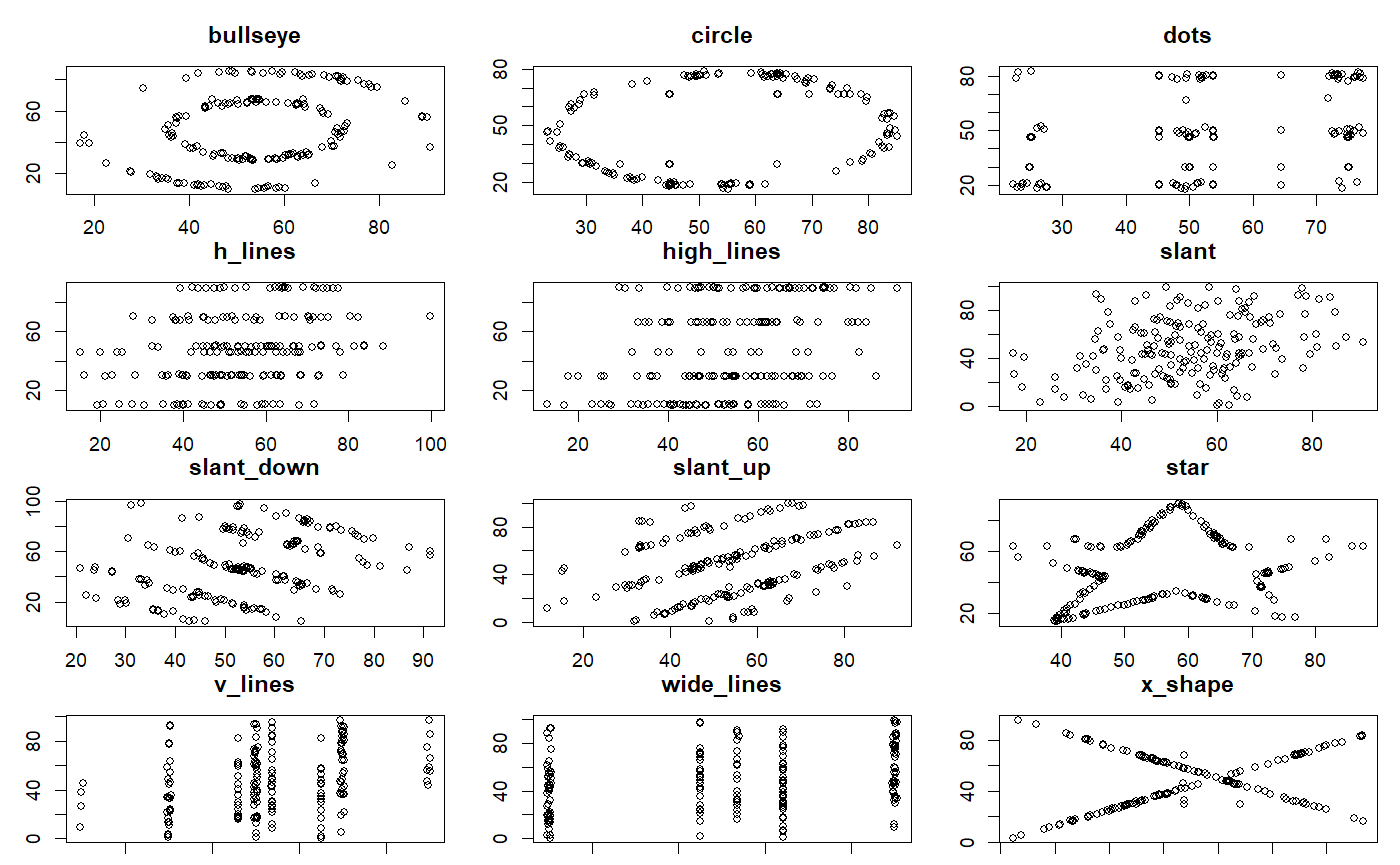 bullseye circle dots
60
20
20 40 60 80
80
50
20
30 40 50 60 70 80
80
50
20
30 40 50 60 70
h_lines high_lines slant
60
20
20 40 60 80 100
60
20
20 40 60 80
80
40
0
20 40 60 80
slant_down slant_up star
100
60
20
20 30 40 50 60 70 80 90
80
40
0
20 40 60 80
60
20
40 50 60 70 80
v_lines wide_lines x_shape
80
40
0
80
40
0
80
40
0